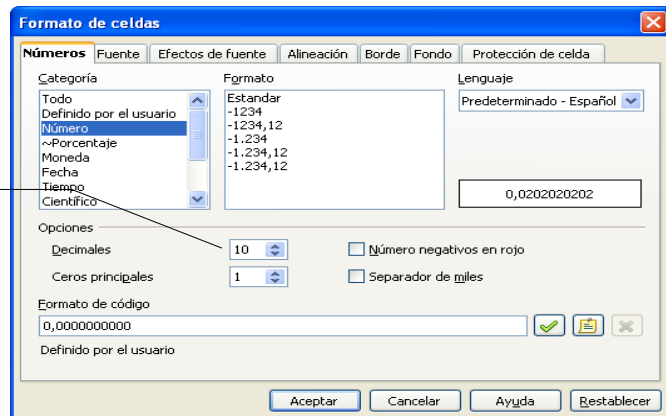 Formato de celdas
Números Fuente Efectos de fuente Alineación Borde Fondo Protección de celda
Categoría Formato Lenguaje
Todo
Definido por el usuario
Número
~Porcentaje
Moneda
Fecha
Tiempo
Científico
Estandar
-1234
-1234,12
-1.234
-1.234,12
-1.234,12
Predeterminado - Español
0,0202020202
Opciones
Decimales 10 Número negativos en rojo
Ceros principales 1 Separador de miles
Formato de código
0,0000000000
Definido por el usuario
Aceptar Cancelar Ayuda Restablecer